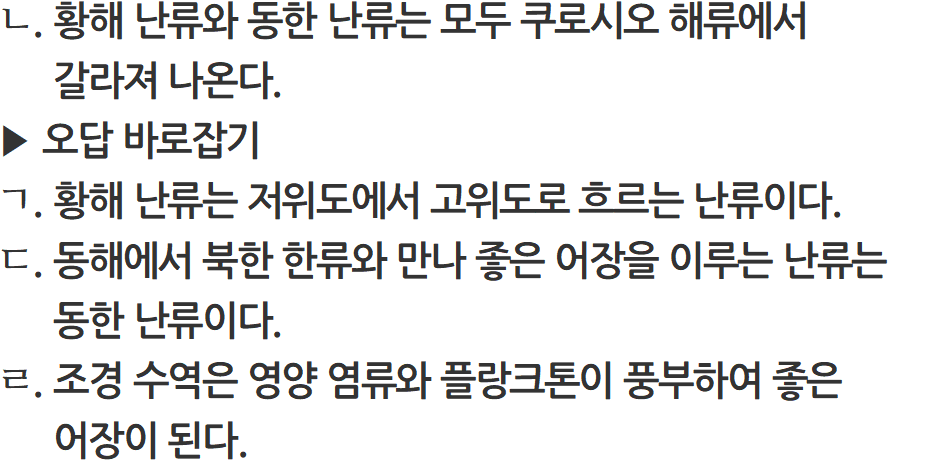 ㄴ. 황해 난류와 동한 난류는 모두 쿠로시오 해류에서
갈라져 나온다.
▶ 오답 바로잡기
ㄱ. 황해 난류는 저위도에서 고위도로 흐르는 난류이다.
ㄷ. 동해에서 북한 한류와 만나 좋은 어장을 이루는 난류는
동한 난류이다.
ㄹ. 조경 수역은 영양 염류와 플랑크톤이 풍부하여 좋은
어장이 된다.